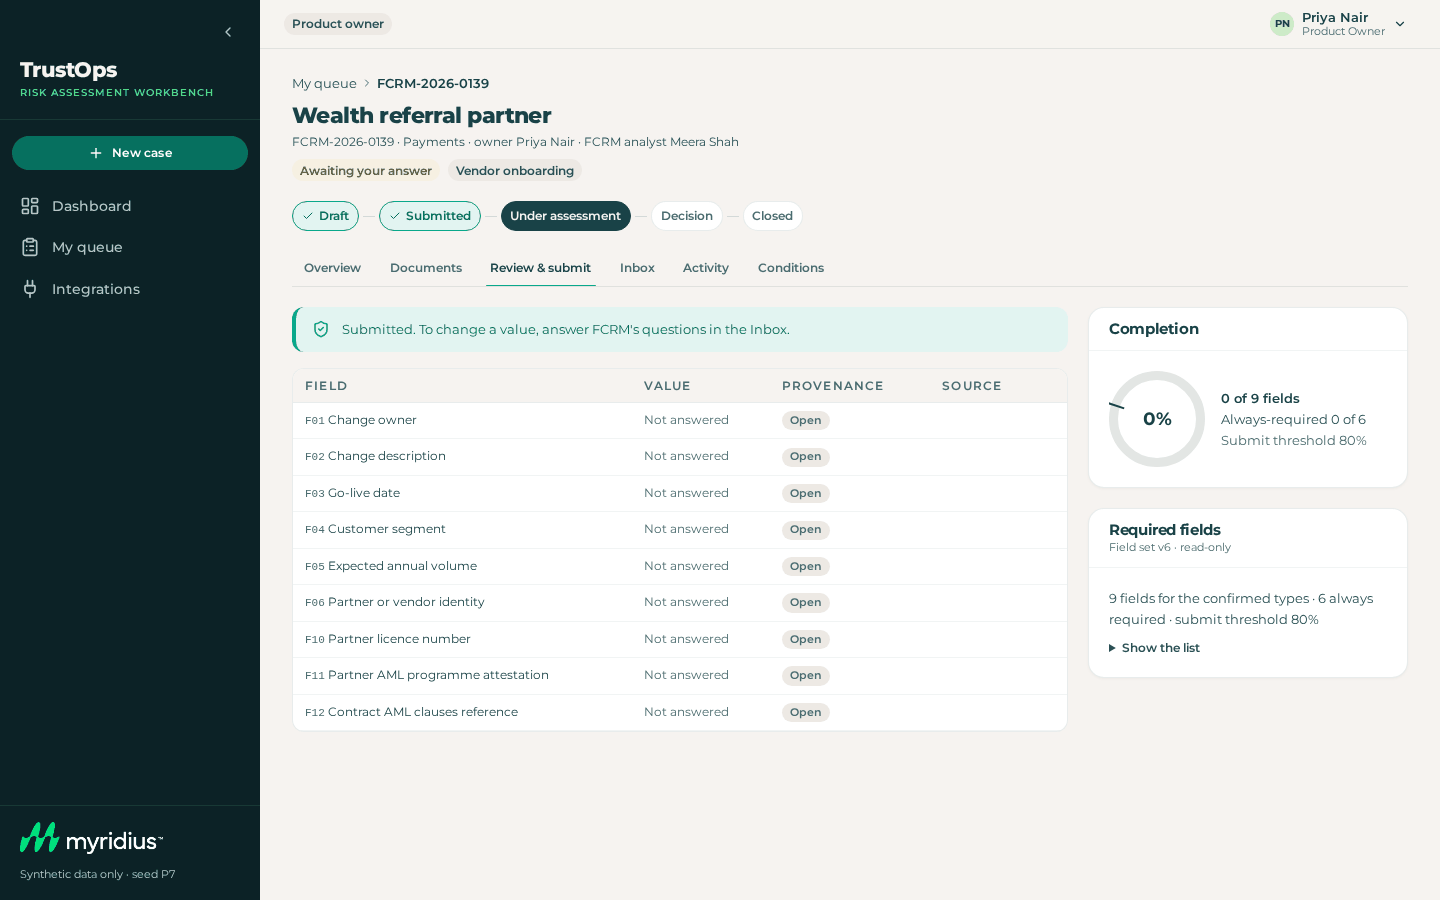 TrustOps
RISK ASSESSMENT WORKBENCH
New case
Dashboard
My queue
Integrations
myridius™
Synthetic data only · seed P7
Product owner
PN
Priya Nair
Product Owner
My queue > FCRM-2026-0139
Wealth referral partner
FCRM-2026-0139 · Payments · owner Priya Nair · FCRM analyst Meera Shah
Awaiting your answer Vendor onboarding
Draft Submitted Under assessment Decision Closed
Overview Documents Review & submit Inbox Activity Conditions
Submitted. To change a value, answer FCRM's questions in the Inbox.
FIELD VALUE PROVENANCE SOURCE
F01 Change owner Not answered Open
F02 Change description Not answered Open
F03 Go-live date Not answered Open
F04 Customer segment Not answered Open
F05 Expected annual volume Not answered Open
F06 Partner or vendor identity Not answered Open
F10 Partner licence number Not answered Open
F11 Partner AML programme attestation Not answered Open
F12 Contract AML clauses reference Not answered Open
Completion
0%
0 of 9 fields
Always-required 0 of 6
Submit threshold 80%
Required fields
Field set v6 · read-only
9 fields for the confirmed types · 6 always
required · submit threshold 80%
Show the list